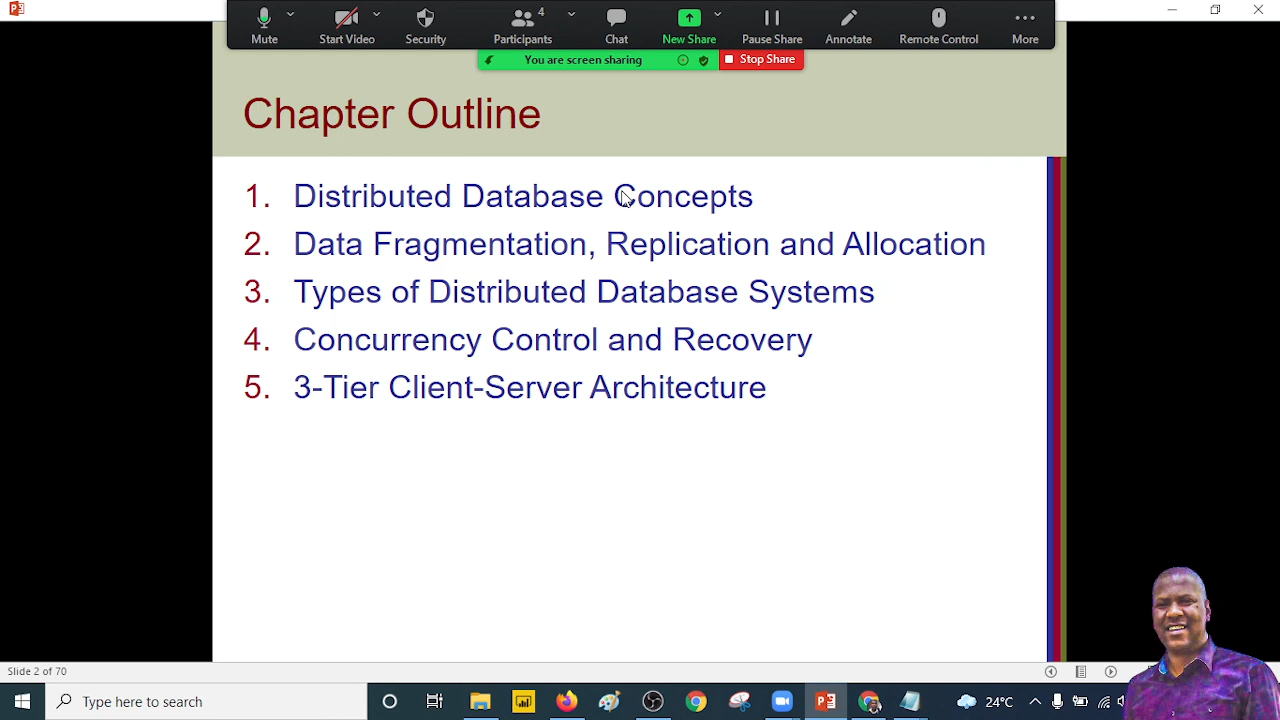 4
Mute
Start Video
Security
Participants
Chat
New Share
Pause Share
Annotate
Remote Control
More
You are screen sharing
Stop Share
Chapter Outline
1. Distributed Database Concepts
2. Data Fragmentation, Replication and Allocation
3. Types of Distributed Database Systems
4. Concurrency Control and Recovery
5. 3-Tier Client-Server Architecture
Slide 2 of 70
Type here to search
24°C